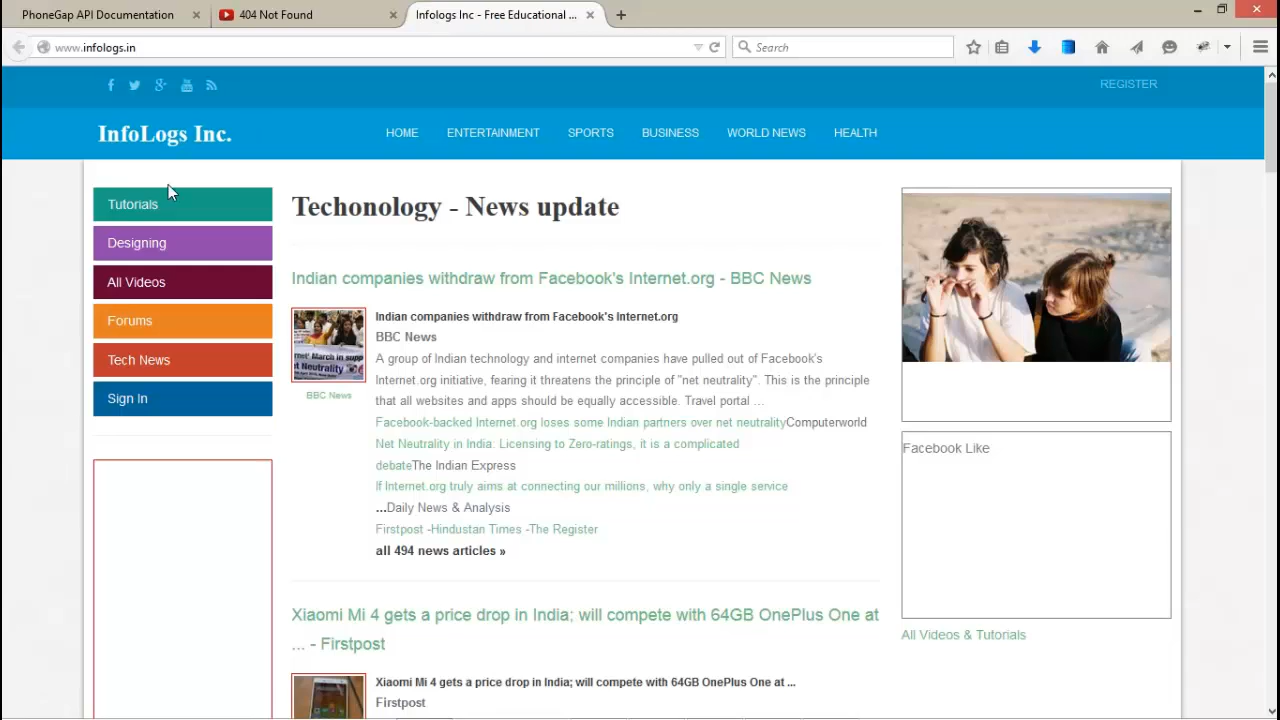 PhoneGap API Documentation
404 Not Found
Infologs Inc - Free Educational ...
www.infologs.in
Search
REGISTER
InfoLogs Inc.
HOME
ENTERTAINMENT
SPORTS
BUSINESS
WORLD NEWS
HEALTH
Tutorials
Designing
All Videos
Forums
Tech News
Sign In
Techonology - News update
Indian companies withdraw from Facebook's Internet.org - BBC News
Indian companies withdraw from Facebook's Internet.org
BBC News
A group of Indian technology and internet companies have pulled out of Facebook's
Internet.org initiative, fearing it threatens the principle of "net neutrality". This is the principle
that all websites and apps should be equally accessible. Travel portal ...
BBC News
Facebook-backed Internet.org loses some Indian partners over net neutralityComputerworld
Net Neutrality in India: Licensing to Zero-ratings, it is a complicated
debateThe Indian Express
If Internet.org truly aims at connecting our millions, why only a single service
...Daily News & Analysis
Firstpost -Hindustan Times -The Register
all 494 news articles »
Xiaomi Mi 4 gets a price drop in India; will compete with 64GB OnePlus One at
... - Firstpost
Xiaomi Mi 4 gets a price drop in India; will compete with 64GB OnePlus One at ...
Firstpost
Facebook Like
All Videos & Tutorials